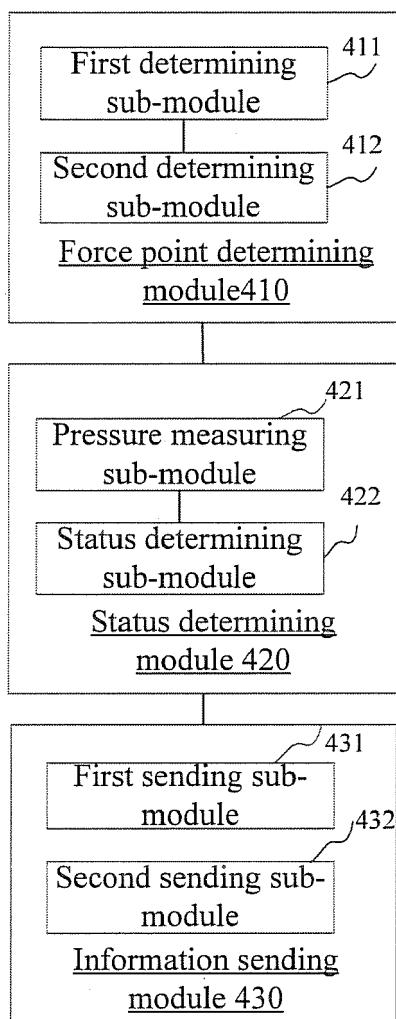 First determining
sub-module
411
Second determining
sub-module
412
Force point determining
module410
421
Pressure measuring
sub-module
422
Status determining
sub-module
Status determining
module 420
431
First sending sub-
module
432
Second sending sub-
module
Information sending
module 430